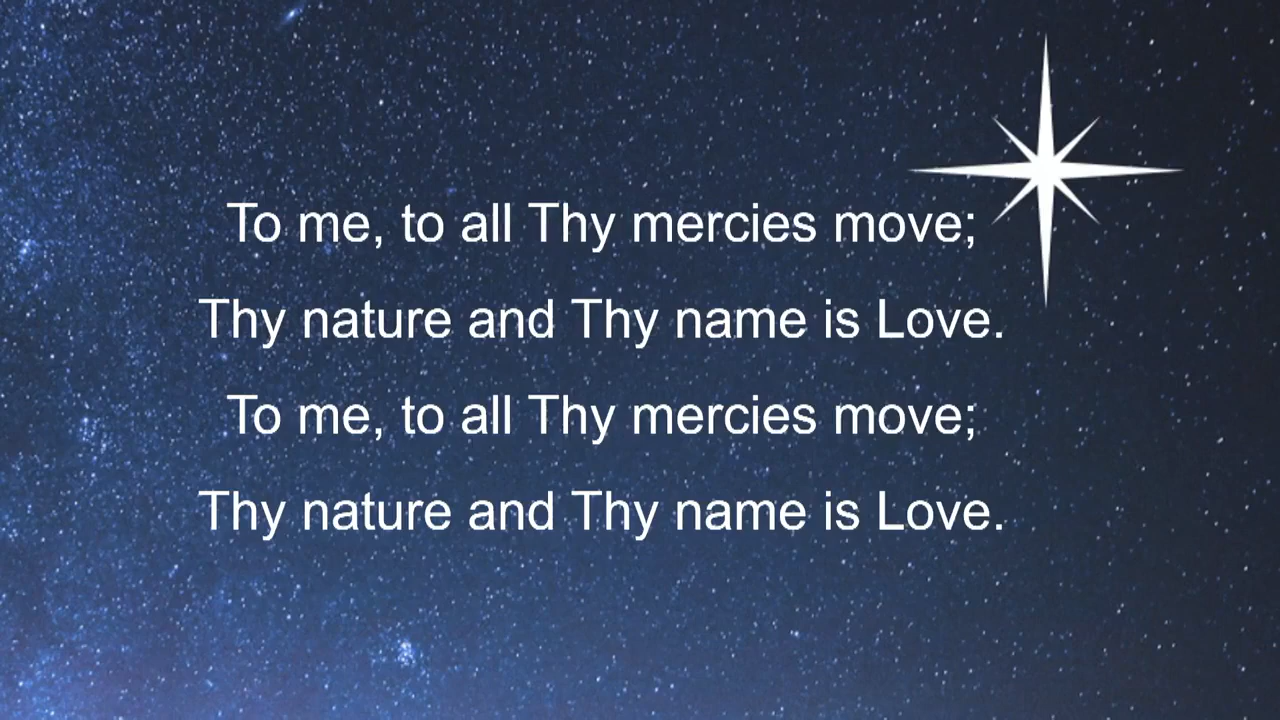 To me, to all Thy mercies move;
Thy nature and Thy name is Love.
To me, to all Thy mercies move;
Thy nature and Thy name is Love.